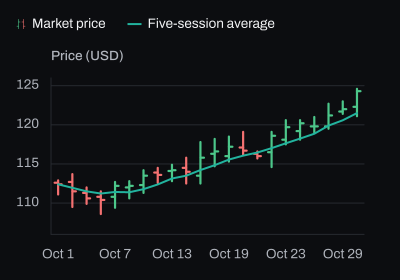 Market price Five-session average
Price (USD)
125
120
115
110
Oct 1 Oct 7 Oct 13 Oct 19 Oct 23 Oct 29